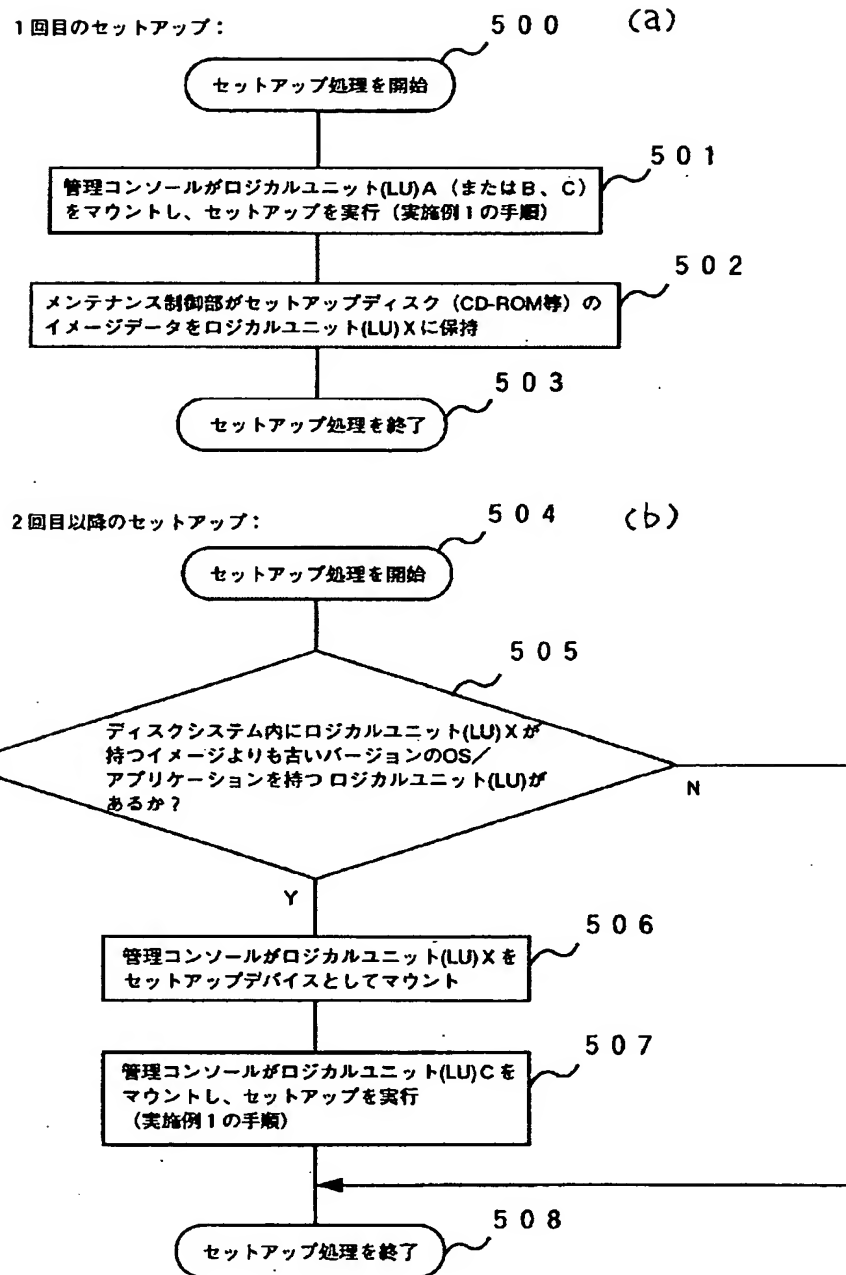 1回目のセットアップ：
500
(a)
セットアップ処理を開始
501
管理コンソールがロジカルユニット(LU)A（またはB、C）
をマウントし、セットアップを実行（実施例1の手順）
502
メンテナンス制御部がセットアップディスク（CD-ROM等）の
イメージデータをロジカルユニット(LU)Xに保持
503
セットアップ処理を終了
2回目以降のセットアップ：
504
(b)
セットアップ処理を開始
505
ディスクシステム内にロジカルユニット(LU)Xが
持つイメージよりも古いバージョンのOS／
アプリケーションを持つロジカルユニット(LU)が
あるか？
N
Y
506
管理コンソールがロジカルユニット(LU)Xを
セットアップデバイスとしてマウント
507
管理コンソールがロジカルユニット(LU)Cを
マウントし、セットアップを実行
（実施例1の手順）
508
セットアップ処理を終了